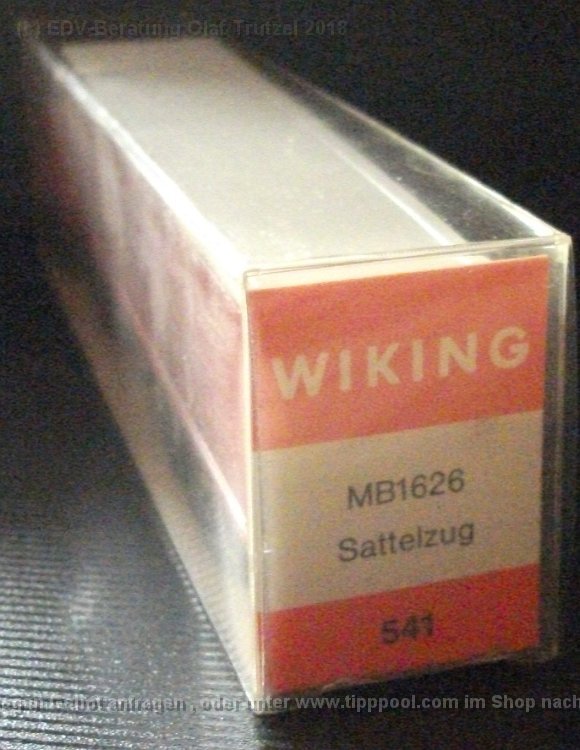 (c) EDV-Beratung Olaf Trutzel 2018
WIKING
MB1626
Sattelzug
541
anfragen , oder unter www.tipppool.com im Shop nach